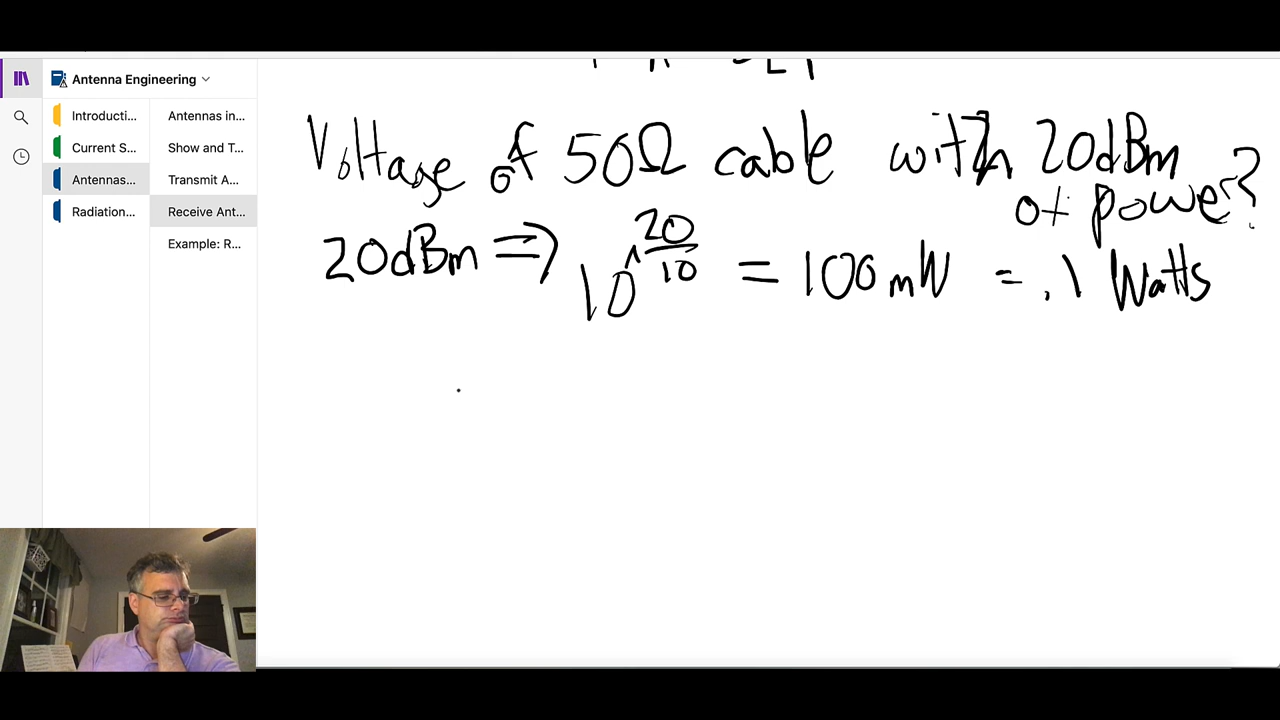 Antenna Engineering
Introducti...
Current S...
Antennas...
Radiation...
Antennas in...
Show and T...
Transmit A...
Receive Ant...
Example: R...
Voltage of 50Ω cable with 20dBm
of power?
20dBm ⇒ 10^20/10 = 100mW = .1 Watts